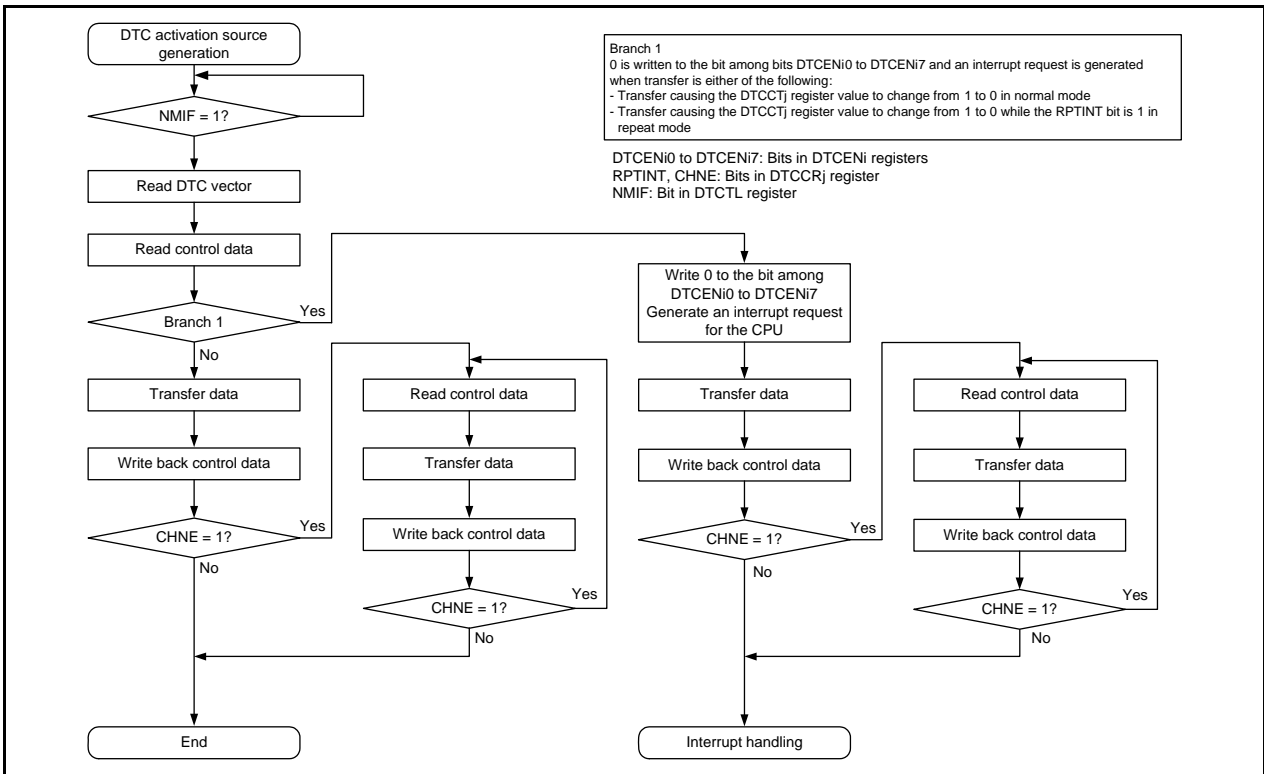 DTC activation source
generation
NMIF = 1?
Read DTC vector
Read control data
Branch 1
Yes
No
Transfer data
Write back control data
CHNE = 1?
Yes
No
End
Read control data
Transfer data
Write back control data
CHNE = 1?
Yes
No
Branch 1
0 is written to the bit among bits DTCENi0 to DTCENi7 and an interrupt request is generated
when transfer is either of the following:
- Transfer causing the DTCCTj register value to change from 1 to 0 in normal mode
- Transfer causing the DTCCTj register value to change from 1 to 0 while the RPTINT bit is 1 in
repeat mode
DTCENi0 to DTCENi7: Bits in DTCENi registers
RPTINT, CHNE: Bits in DTCCRj register
NMIF: Bit in DTCTL register
Write 0 to the bit among
DTCENi0 to DTCENi7
Generate an interrupt request
for the CPU
Transfer data
Write back control data
CHNE = 1?
Yes
No
Interrupt handling
Read control data
Transfer data
Write back control data
CHNE = 1?
Yes
No